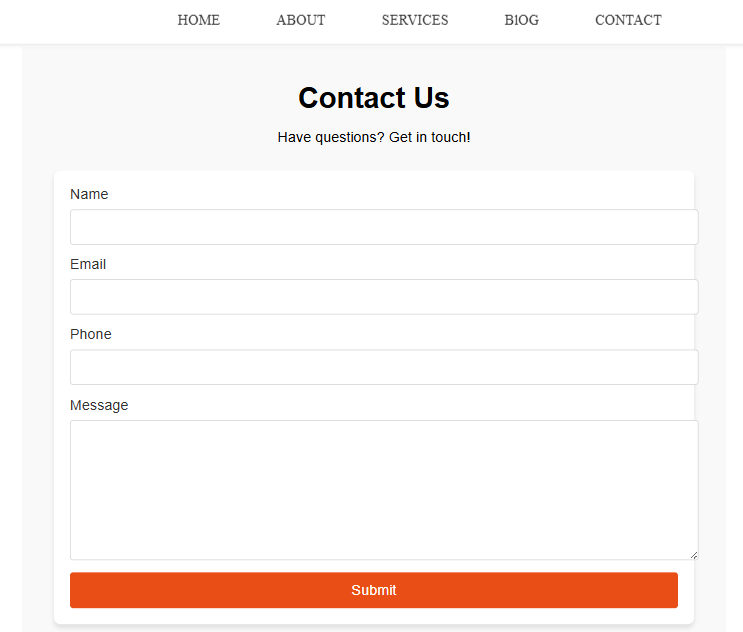 HOME ABOUT SERVICES BlOG CONTACT
Contact Us
Have questions? Get in touch!
Name
Email
Phone
Message
Submit